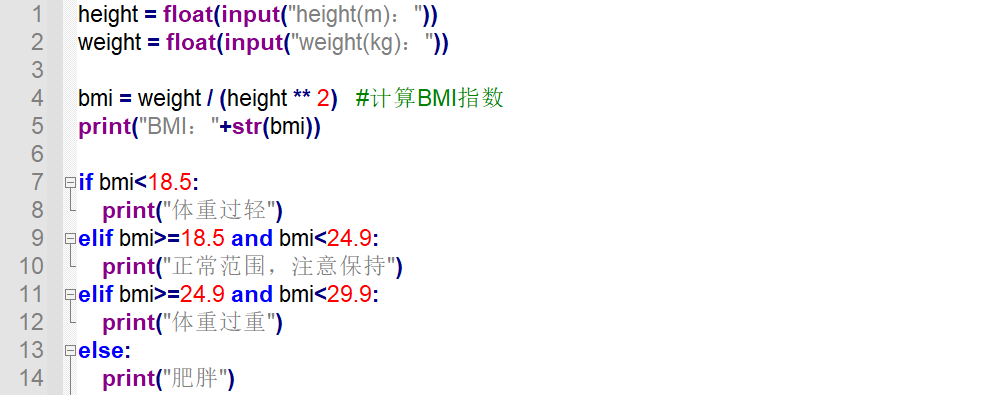 1 height = float(input("height(m)："))
2 weight = float(input("weight(kg)："))
3
4 bmi = weight / (height ** 2)   #计算BMI指数
5 print("BMI："+str(bmi))
6
7 if bmi<18.5:
8     print("体重过轻")
9 elif bmi>=18.5 and bmi<24.9:
10     print("正常范围，注意保持")
11 elif bmi>=24.9 and bmi<29.9:
12     print("体重过重")
13 else:
14     print("肥胖")